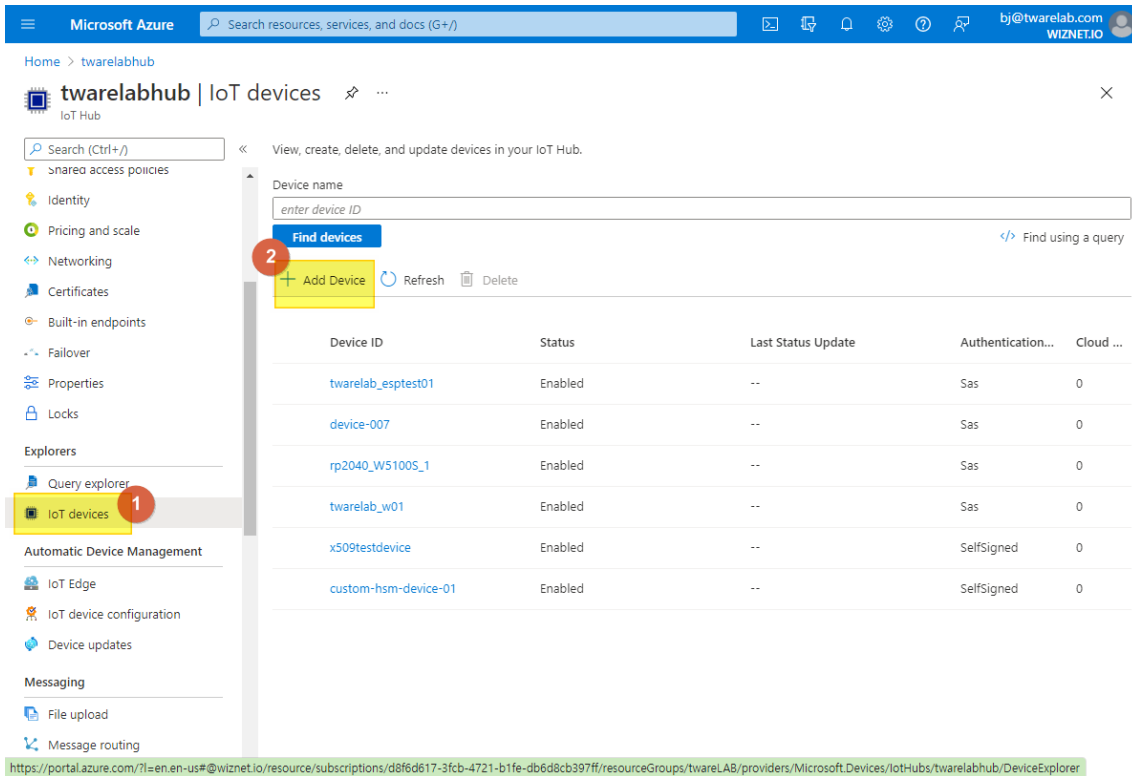 Microsoft Azure
Search resources, services, and docs (G+/)
bj@twarelab.com
WIZNET.IO
Home > twarelabhub
twarelabhub | IoT devices ...
IoT Hub
Search (Ctrl+/) «
View, create, delete, and update devices in your IoT Hub.
Shared access policies
Identity
Pricing and scale
Networking
Certificates
Built-in endpoints
Failover
Properties
Locks
Explorers
Query explorer
IoT devices
1
Automatic Device Management
IoT Edge
IoT device configuration
Device updates
Messaging
File upload
Message routing
Device name
enter device ID
Find devices
</> Find using a query
2
+ Add Device Refresh Delete
Device ID Status Last Status Update Authentication... Cloud ...
twarelab_esptest01 Enabled -- Sas 0
device-007 Enabled -- Sas 0
rp2040_W5100S_1 Enabled -- Sas 0
twarelab_w01 Enabled -- Sas 0
x509testdevice Enabled -- SelfSigned 0
custom-hsm-device-01 Enabled -- SelfSigned 0
https://portal.azure.com/?l=en.en-us#@wiznet.io/resource/subscriptions/d8f6d617-3fcb-4721-b1fe-db6d8cb397ff/resourceGroups/twareLAB/providers/Microsoft.Devices/IotHubs/twarelabhub/DeviceExplorer